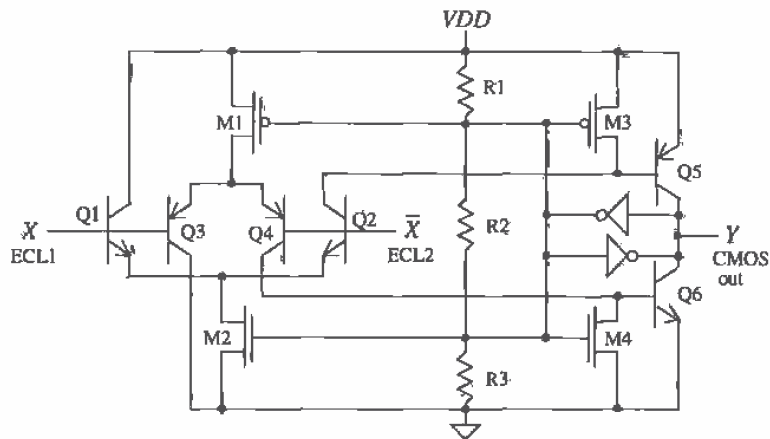 VDD
R1
M1
M3
Q5
Q1
Q3
Q4
Q2
X
ECL1
X̅
ECL2
R2
Y
CMOS
out
Q6
M2
M4
R3